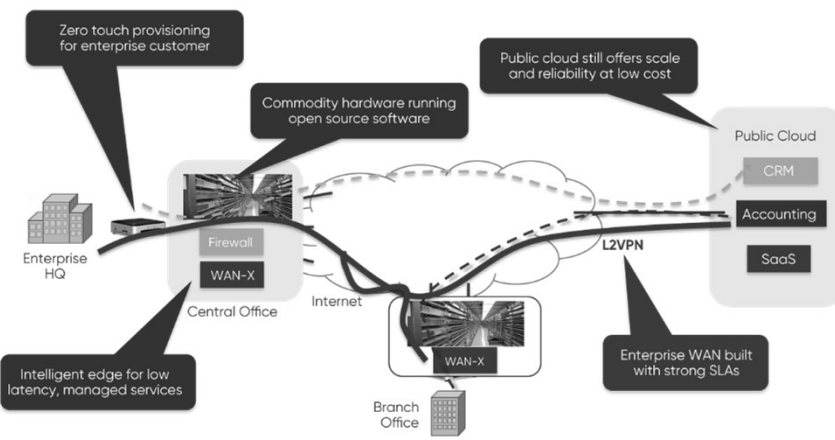 Zero touch provisioning
for enterprise customer
Public cloud still offers scale
and reliability at low cost
Commodity hardware running
open source software
Public Cloud
CRM
Accounting
SaaS
Enterprise
HQ
Firewall
WAN-X
Central Office
Internet
L2VPN
WAN-X
Intelligent edge for low
latency, managed services
Enterprise WAN built
with strong SLAs
Branch
Office